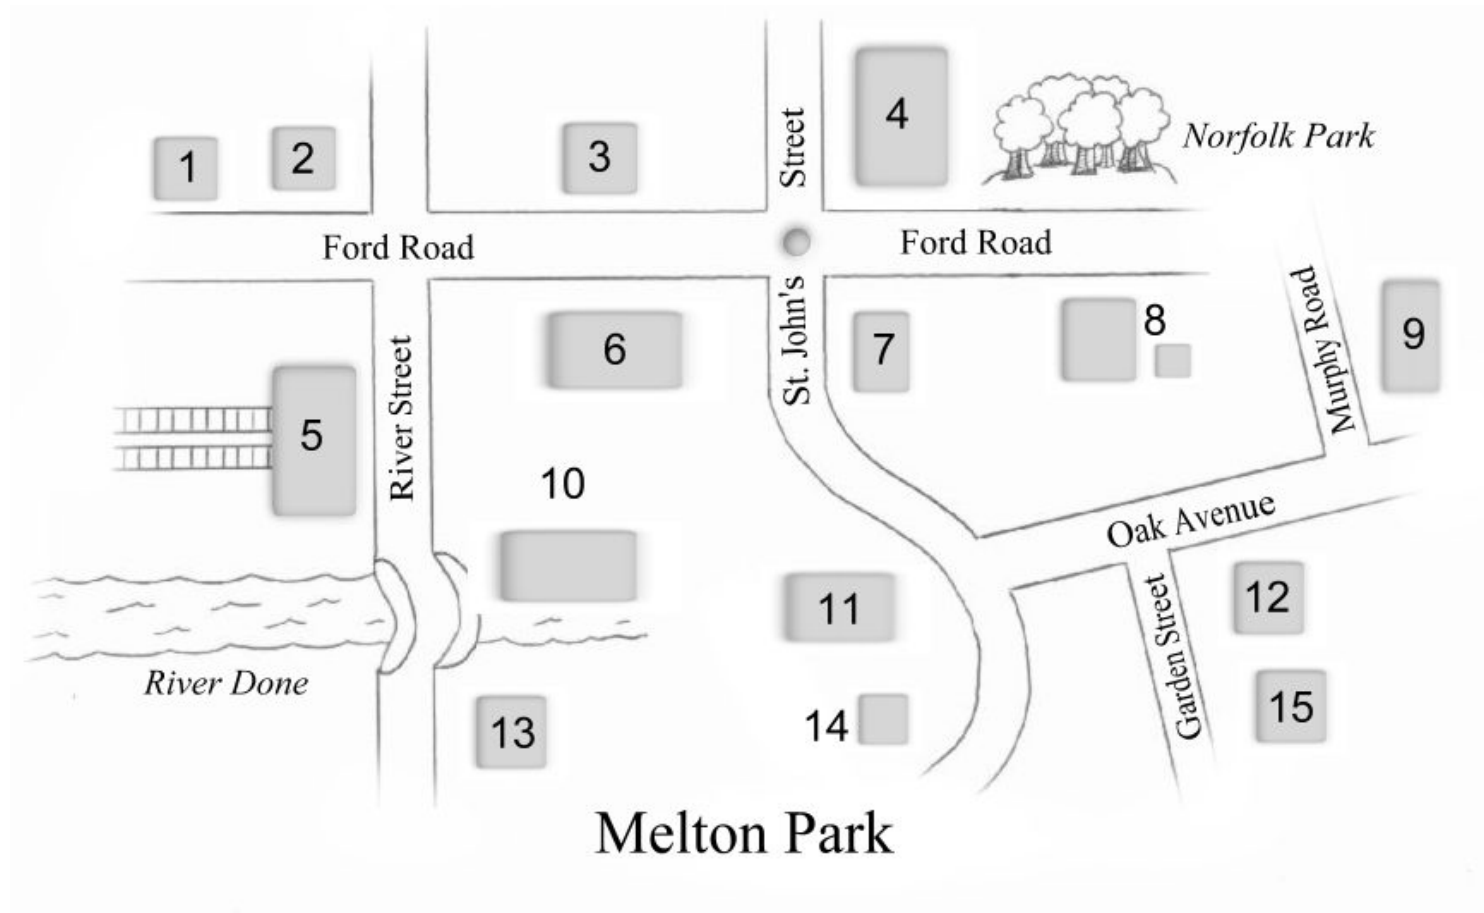 4
Street
Norfolk Park
1
2
3
Ford Road
Ford Road
St. John's
Murphy Road
8
9
6
7
River Street
5
10
Oak Avenue
12
11
Garden Street
River Done
15
14
13
Melton Park